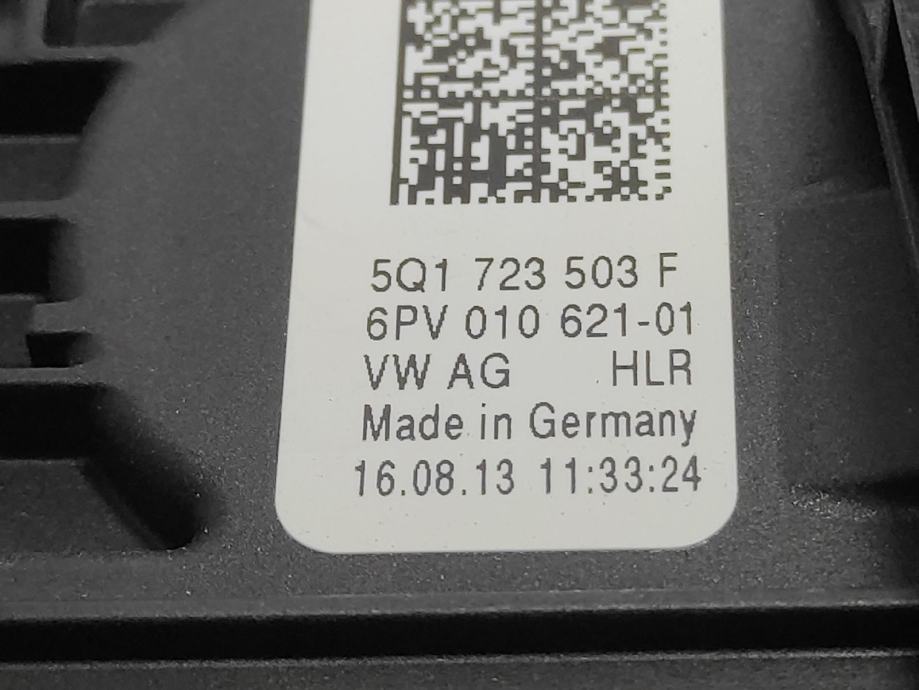 5Q1 723 503 F
6PV 010 621-01
VW AG HLR
Made in Germany
16.08.13 11:33:24